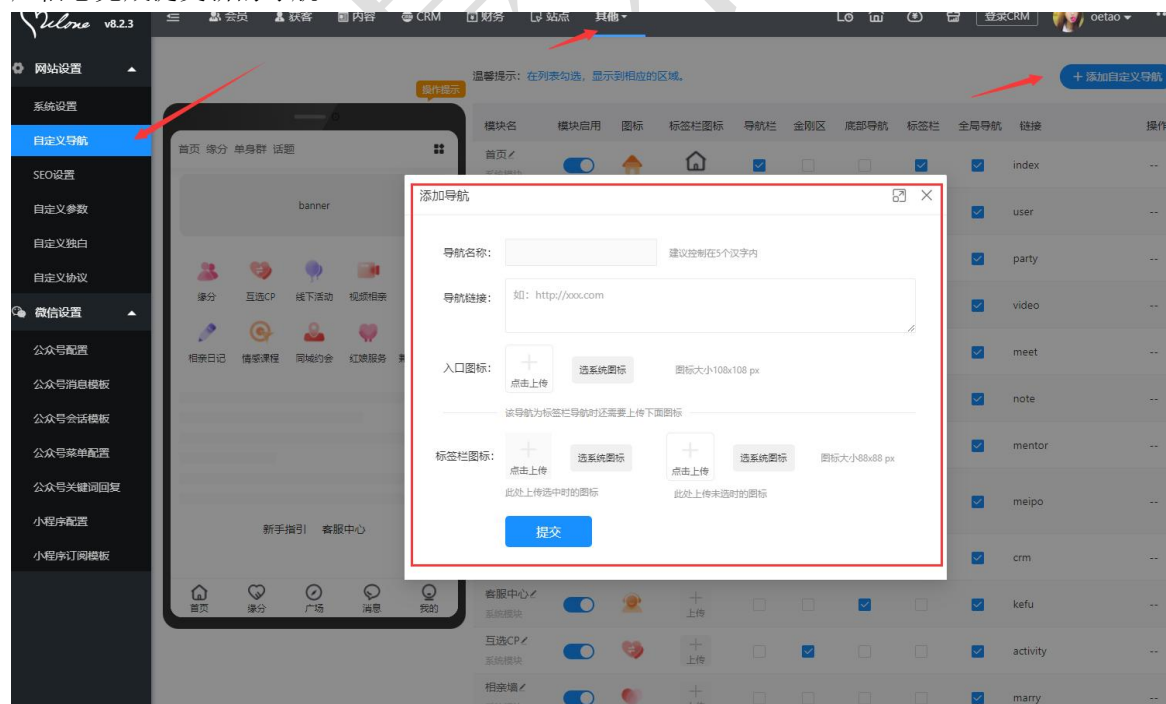 v8.2.3
会员
获客
内容
CRM
财务
站点
其他
登录CRM
oetao
网站设置
系统设置
自定义导航
SEO设置
自定义参数
自定义独白
自定义协议
微信设置
公众号配置
公众号消息模板
公众号会话模板
公众号菜单配置
公众号关键词回复
小程序配置
小程序订阅模板
操作提示
首页 缘分 单身群 话题
banner
缘分 互选CP 线下活动 视频相亲
相亲日记 情感课程 同城约会 红娘服务
新手指引 客服中心
首页 缘分 广场 消息 我的
温馨提示：在列表勾选，显示到相应的区域。
+ 添加自定义导航
模块名 模块启用 图标 标签栏图标 导航栏 金刚区 底部导航 标签栏 全局导航 链接 操作
首页
系统模块
index --
user --
party --
video --
meet --
note --
mentor --
meipo --
crm --
添加导航
导航名称： 建议控制在5个汉字内
导航链接： 如：http://xxx.com
入口图标： 点击上传 选系统图标 图标大小108x108 px
该导航为标签栏导航时还需要上传下面图标
标签栏图标： 点击上传 选系统图标 点击上传 选系统图标 图标大小88x88 px
此处上传选中时的图标 此处上传未选时的图标
提交
客服中心
系统模块
上传
kefu --
互选CP
系统模块
上传
activity --
相亲墙
marry --